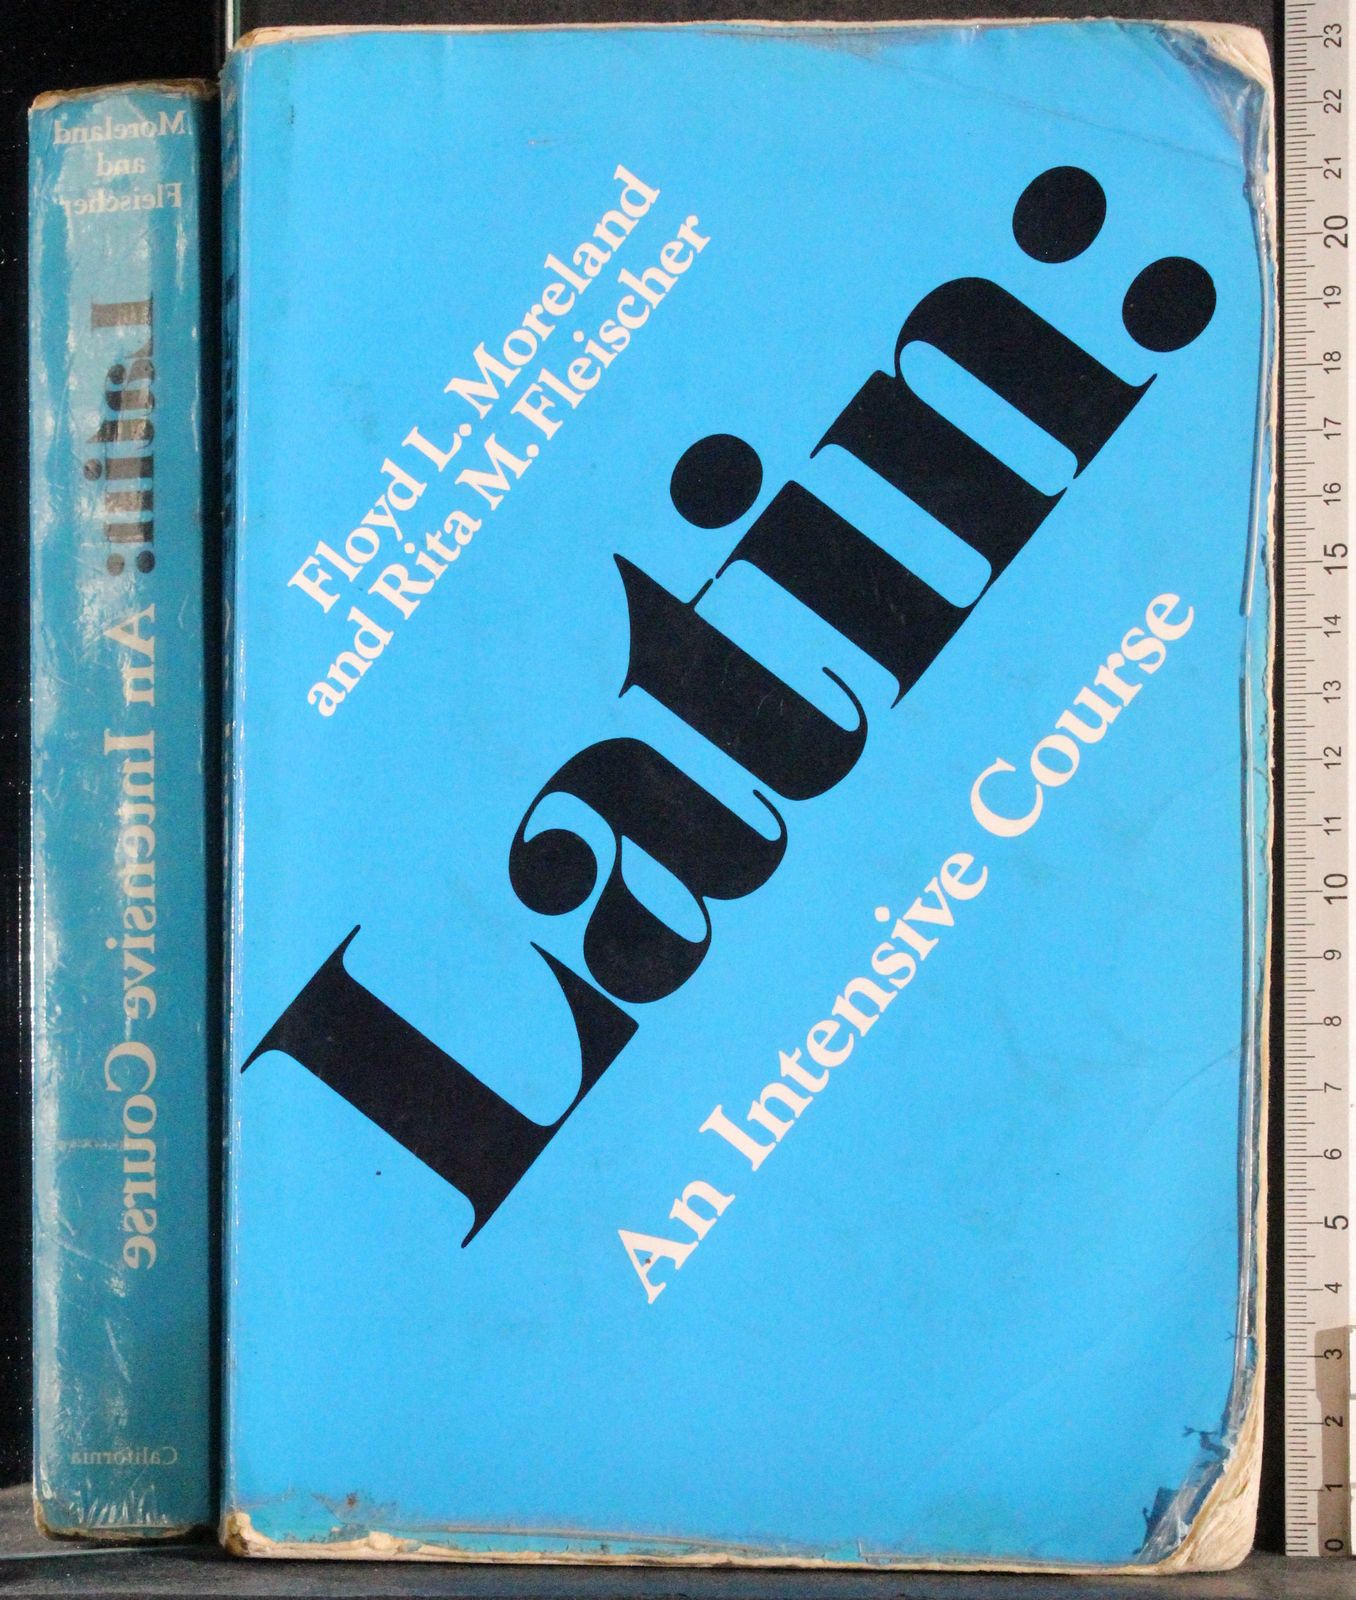 Floyd L. Moreland
and Rita M. Fleischer
Latin:
An Intensive Course
Moreland
and
Fleischer
Latin: An Intensive Course
California
23
22
21
20
19
18
17
16
15
14
13
12
11
10
9
8
7
6
5
4
3
2
1
0